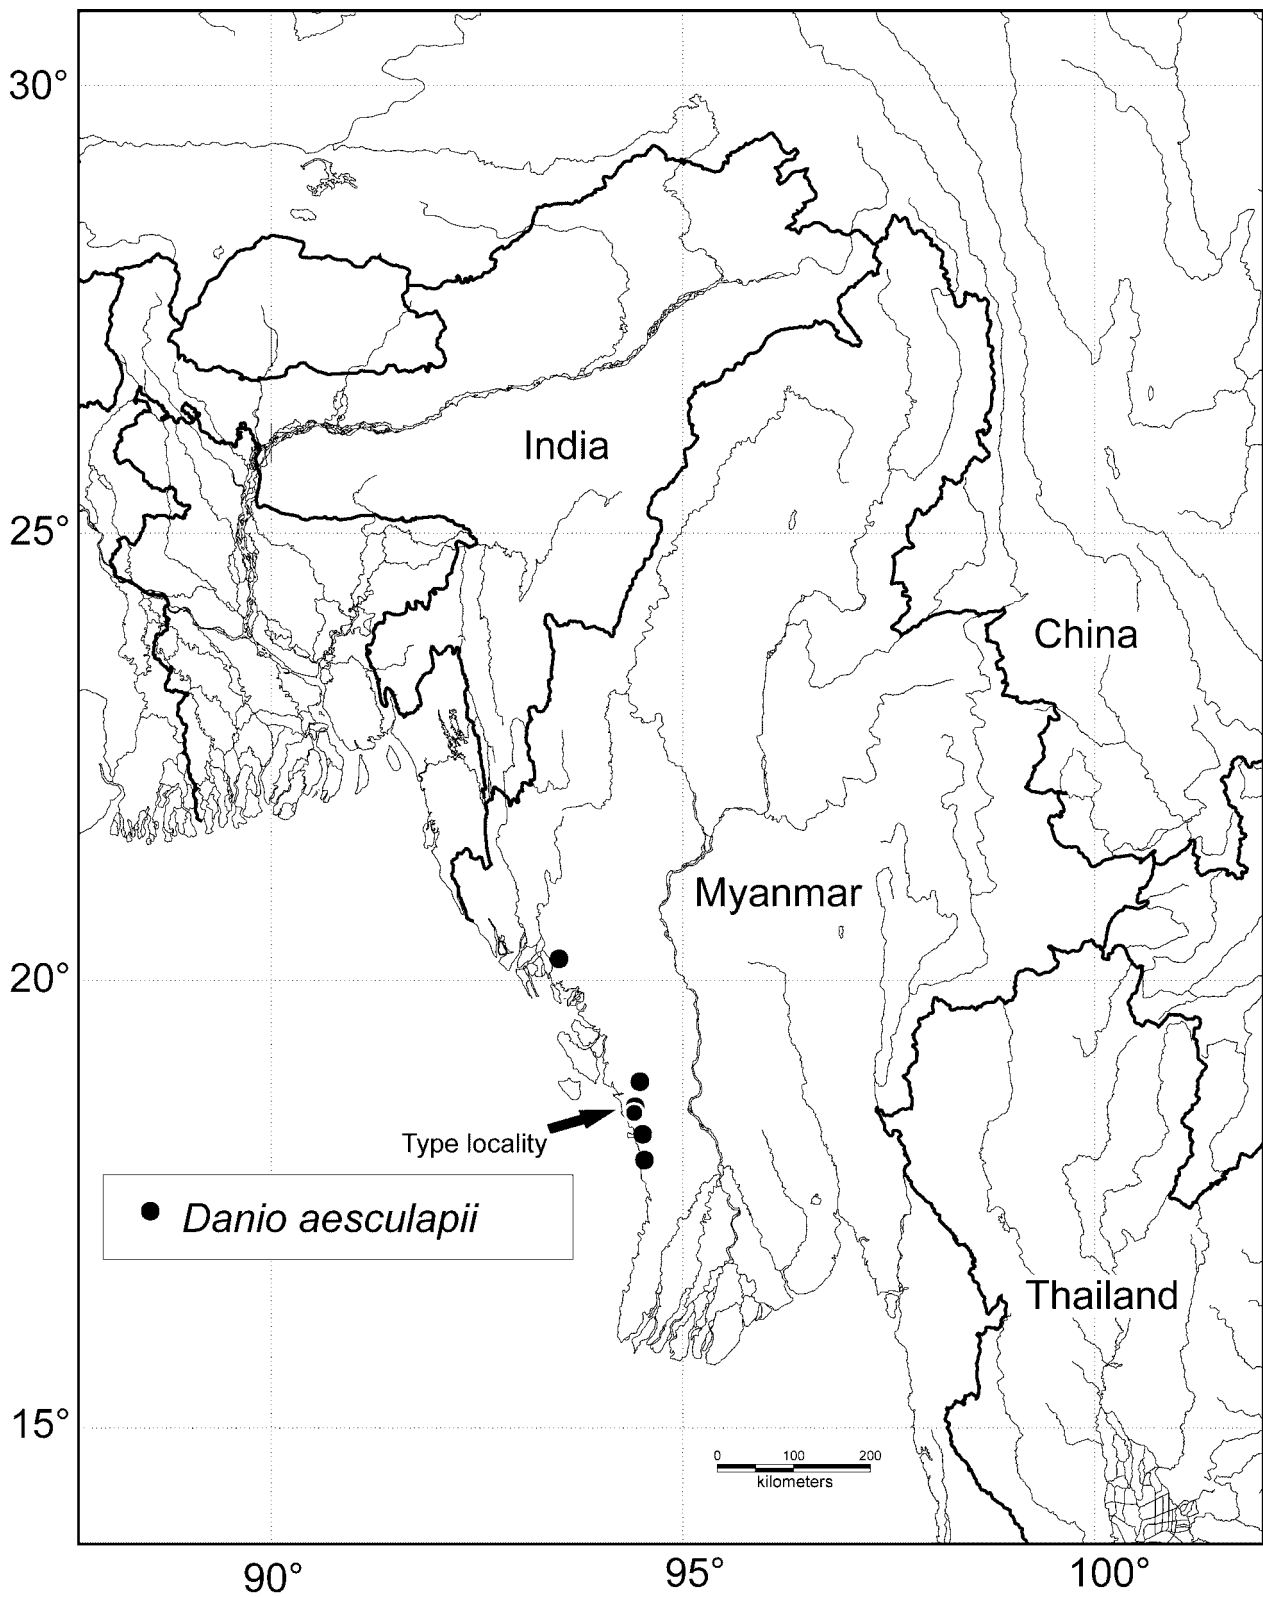 30°
India
25°
China
Myanmar
20°
Type locality
Danio aesculapii
Thailand
15°
0 100 200
kilometers
90° 95° 100°